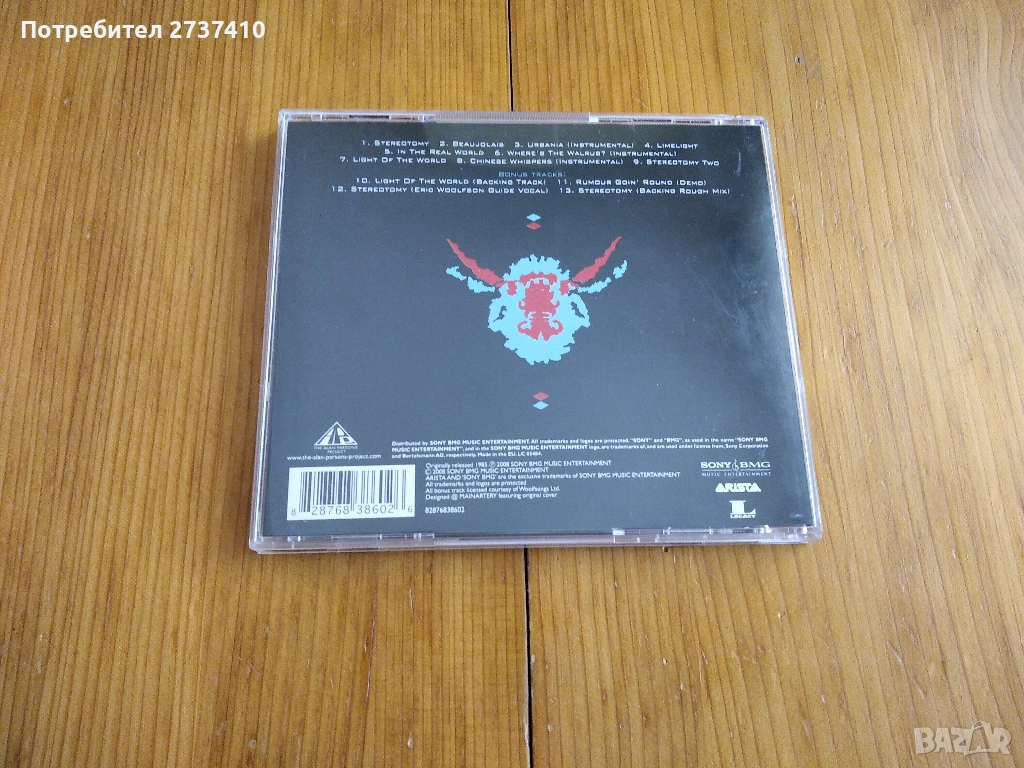 Потребител 2737410
1. Stereotomy 2. Beaujolais 3. Urbania (Instrumental) 4. Limelight
5. In The Real World 6. Where's The Walrus? (Instrumental)
7. Light Of The World 8. Chinese Whispers (Instrumental) 9. Stereotomy Two
Bonus tracks:
10. Light Of The World (Backing Track) 11. Rumour Goin' Round (Demo)
12. Stereotomy (Eric Woolfson Guide Vocal) 13. Stereotomy (Backing Rough Mix)
THE ALAN PARSONS
PROJECT
www.the-alan-parsons-project.com
Distributed by SONY BMG MUSIC ENTERTAINMENT. All trademarks and logos are protected. "SONY" and "BMG", as used in the name "SONY BMG
MUSIC ENTERTAINMENT", and in the SONY BMG MUSIC ENTERTAINMENT logo, are trademarks of, and are used under license from, Sony Corporation
and Bertelsmann AG, respectively. Made in the EU. LC 03484.
Originally released 1985. ℗ 2008 SONY BMG MUSIC ENTERTAINMENT
© 2008 SONY BMG MUSIC ENTERTAINMENT
ARISTA AND 'SONY BMG' are the exclusive trademarks of SONY BMG MUSIC ENTERTAINMENT
All trademarks and logos are protected
All bonus track licensed courtesy of Woolfsongs Ltd.
Designed @ MAINARTERY featuring original cover
82876838602
8 28768 38602 6
SONY BMG
MUSIC ENTERTAINMENT
ARISTA
L
LEGACY
BAZAR